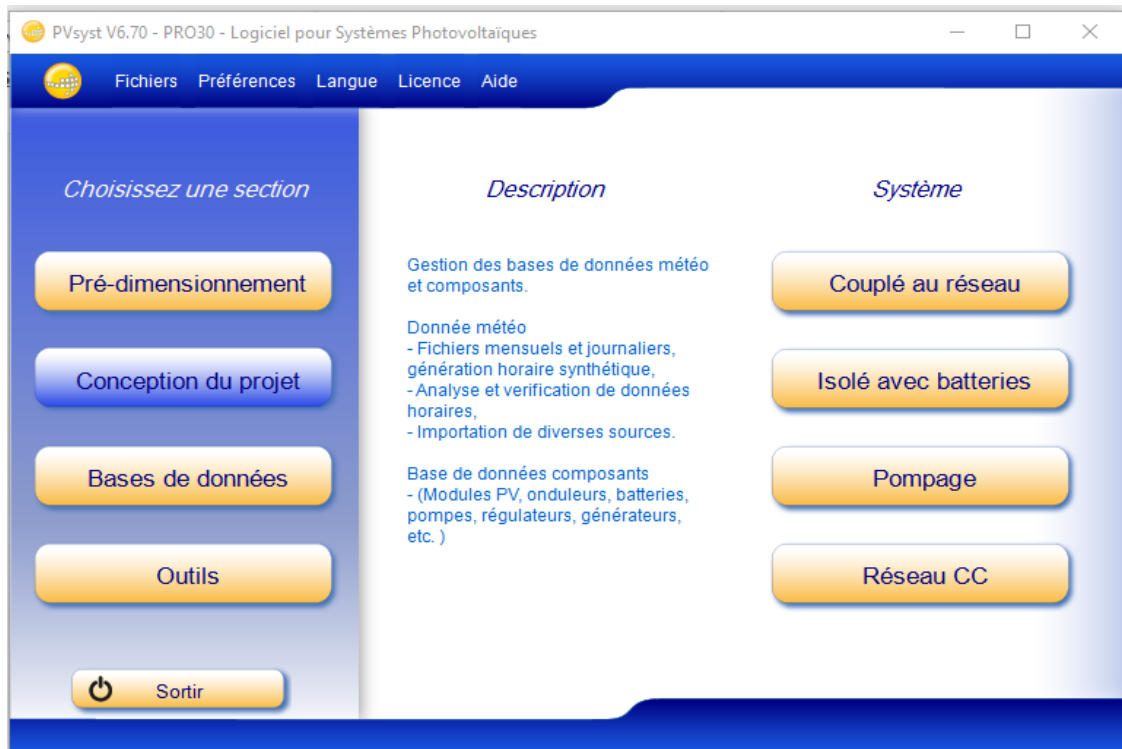 PVsyst V6.70 - PRO30 - Logiciel pour Systèmes Photovoltaïques
Fichiers Préférences Langue Licence Aide
Choisissez une section
Pré-dimensionnement
Conception du projet
Bases de données
Outils
Sortir
Description
Gestion des bases de données météo
et composants.
Donnée météo
- Fichiers mensuels et journaliers,
génération horaire synthétique,
- Analyse et verification de données
horaires,
- Importation de diverses sources.
Base de données composants
- (Modules PV, onduleurs, batteries,
pompes, régulateurs, générateurs,
etc. )
Système
Couplé au réseau
Isolé avec batteries
Pompage
Réseau CC